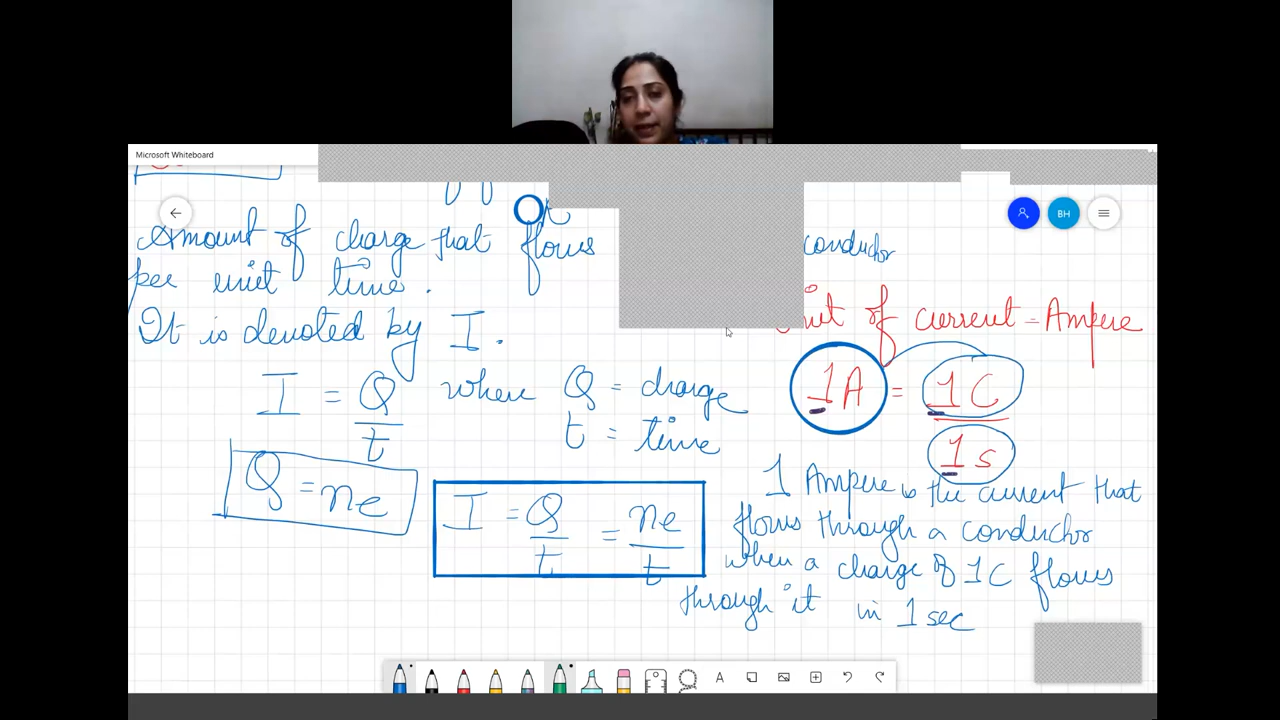 Microsoft Whiteboard
BH
Amount of charge that flows
per unit time.
It is denoted by I.
I = Q/t where Q = charge
t = time
Q = ne
I = Q/t = ne/t
conductor
Unit of current = Ampere
1A = 1C/1s
1 Ampere is the current that
flows through a conductor
when a charge of 1C flows
through it in 1 sec
A